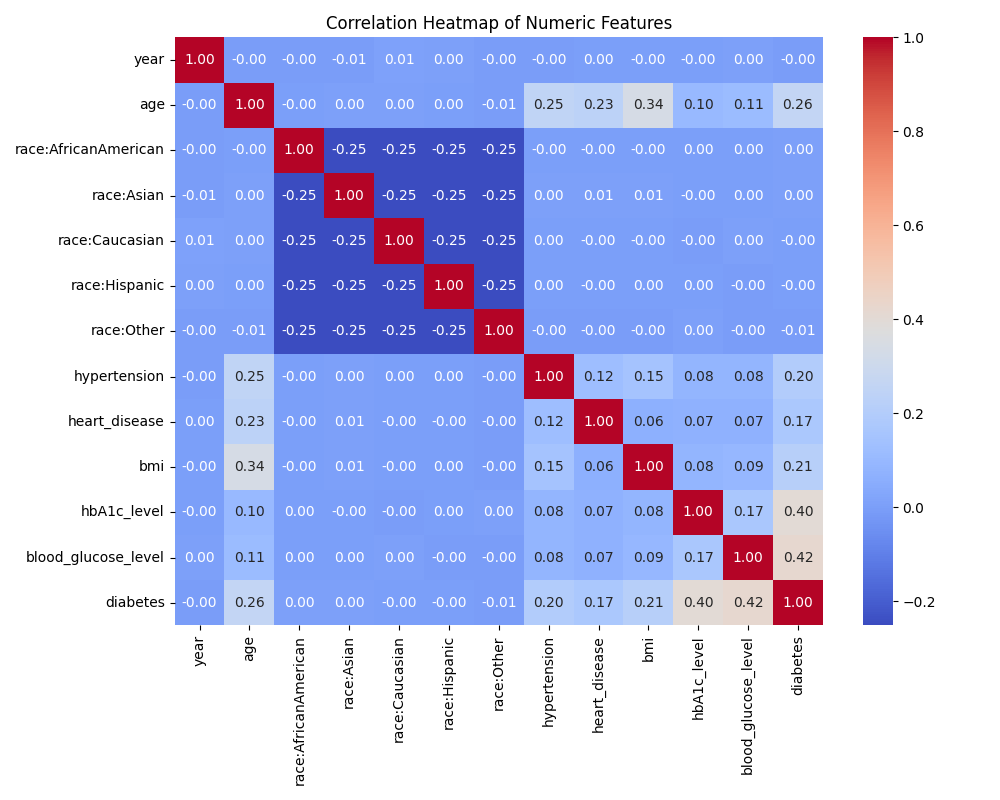 Correlation Heatmap of Numeric Features
year 1.00 -0.00 -0.00 -0.01 0.01 0.00 -0.00 -0.00 0.00 -0.00 -0.00 0.00 -0.00
age -0.00 1.00 -0.00 0.00 0.00 0.00 -0.01 0.25 0.23 0.34 0.10 0.11 0.26
race:AfricanAmerican -0.00 -0.00 1.00 -0.25 -0.25 -0.25 -0.25 -0.00 -0.00 -0.00 0.00 0.00 0.00
race:Asian -0.01 0.00 -0.25 1.00 -0.25 -0.25 -0.25 0.00 0.01 0.01 -0.00 0.00 0.00
race:Caucasian 0.01 0.00 -0.25 -0.25 1.00 -0.25 -0.25 0.00 -0.00 -0.00 -0.00 0.00 -0.00
race:Hispanic 0.00 0.00 -0.25 -0.25 -0.25 1.00 -0.25 0.00 -0.00 0.00 0.00 -0.00 -0.00
race:Other -0.00 -0.01 -0.25 -0.25 -0.25 -0.25 1.00 -0.00 -0.00 -0.00 0.00 -0.00 -0.01
hypertension -0.00 0.25 -0.00 0.00 0.00 0.00 -0.00 1.00 0.12 0.15 0.08 0.08 0.20
heart_disease 0.00 0.23 -0.00 0.01 -0.00 -0.00 -0.00 0.12 1.00 0.06 0.07 0.07 0.17
bmi -0.00 0.34 -0.00 0.01 -0.00 0.00 -0.00 0.15 0.06 1.00 0.08 0.09 0.21
hbA1c_level -0.00 0.10 0.00 -0.00 -0.00 0.00 0.00 0.08 0.07 0.08 1.00 0.17 0.40
blood_glucose_level 0.00 0.11 0.00 0.00 0.00 -0.00 -0.00 0.08 0.07 0.09 0.17 1.00 0.42
diabetes -0.00 0.26 0.00 0.00 -0.00 -0.00 -0.01 0.20 0.17 0.21 0.40 0.42 1.00
year
age
race:AfricanAmerican
race:Asian
race:Caucasian
race:Hispanic
race:Other
hypertension
heart_disease
bmi
hbA1c_level
blood_glucose_level
diabetes
1.0
0.8
0.6
0.4
0.2
0.0
−0.2